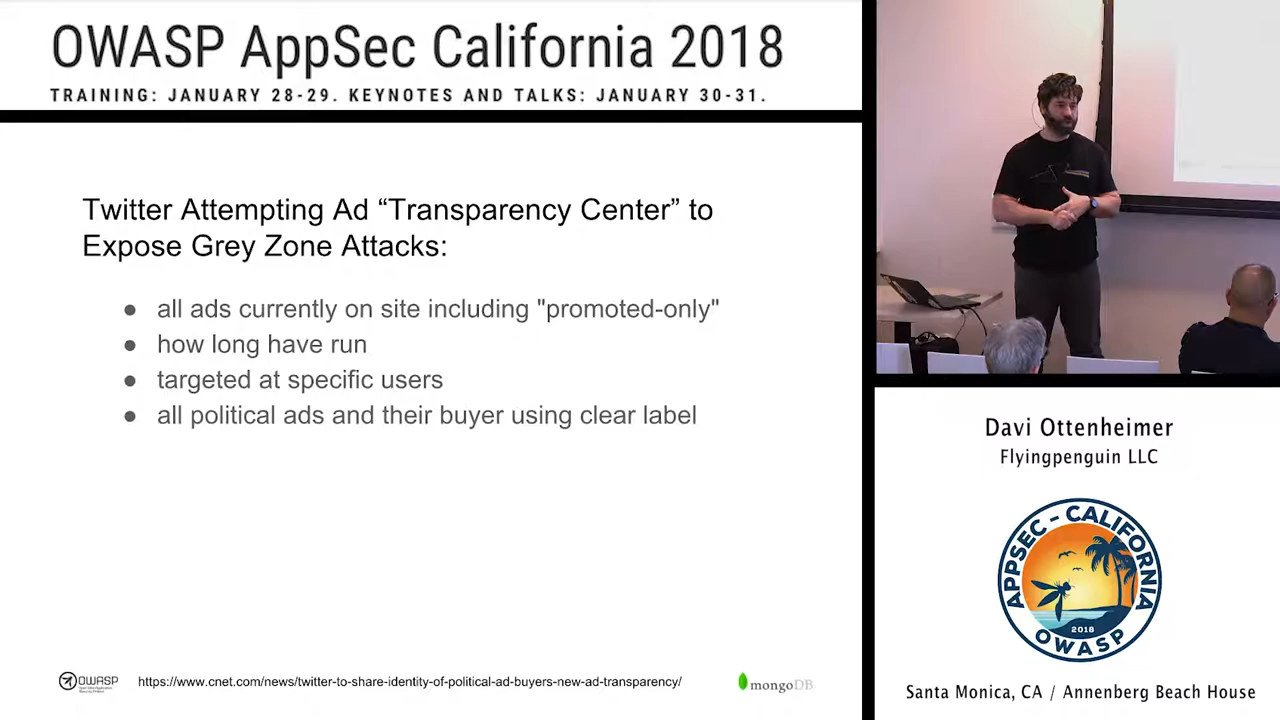 OWASP AppSec California 2018
TRAINING: JANUARY 28-29. KEYNOTES AND TALKS: JANUARY 30-31.
Twitter Attempting Ad “Transparency Center” to
Expose Grey Zone Attacks:
● all ads currently on site including "promoted-only"
● how long have run
● targeted at specific users
● all political ads and their buyer using clear label
OWASP
https://www.cnet.com/news/twitter-to-share-identity-of-political-ad-buyers-new-ad-transparency/
mongoDB
Davi Ottenheimer
Flyingpenguin LLC
APPSEC - CALIFORNIA
2018
OWASP
Santa Monica, CA / Annenberg Beach House